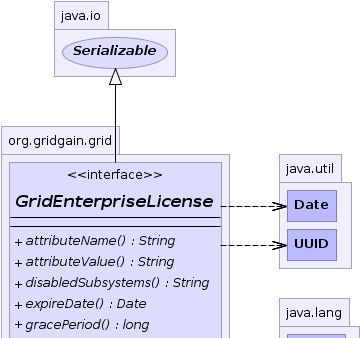 java.io
Serializable
org.gridgain.grid
<<interface>>
GridEnterpriseLicense
+ attributeName() : String
+ attributeValue() : String
+ disabledSubsystems() : String
+ expireDate() : Date
+ gracePeriod() : long
java.util
Date
UUID
java.lang